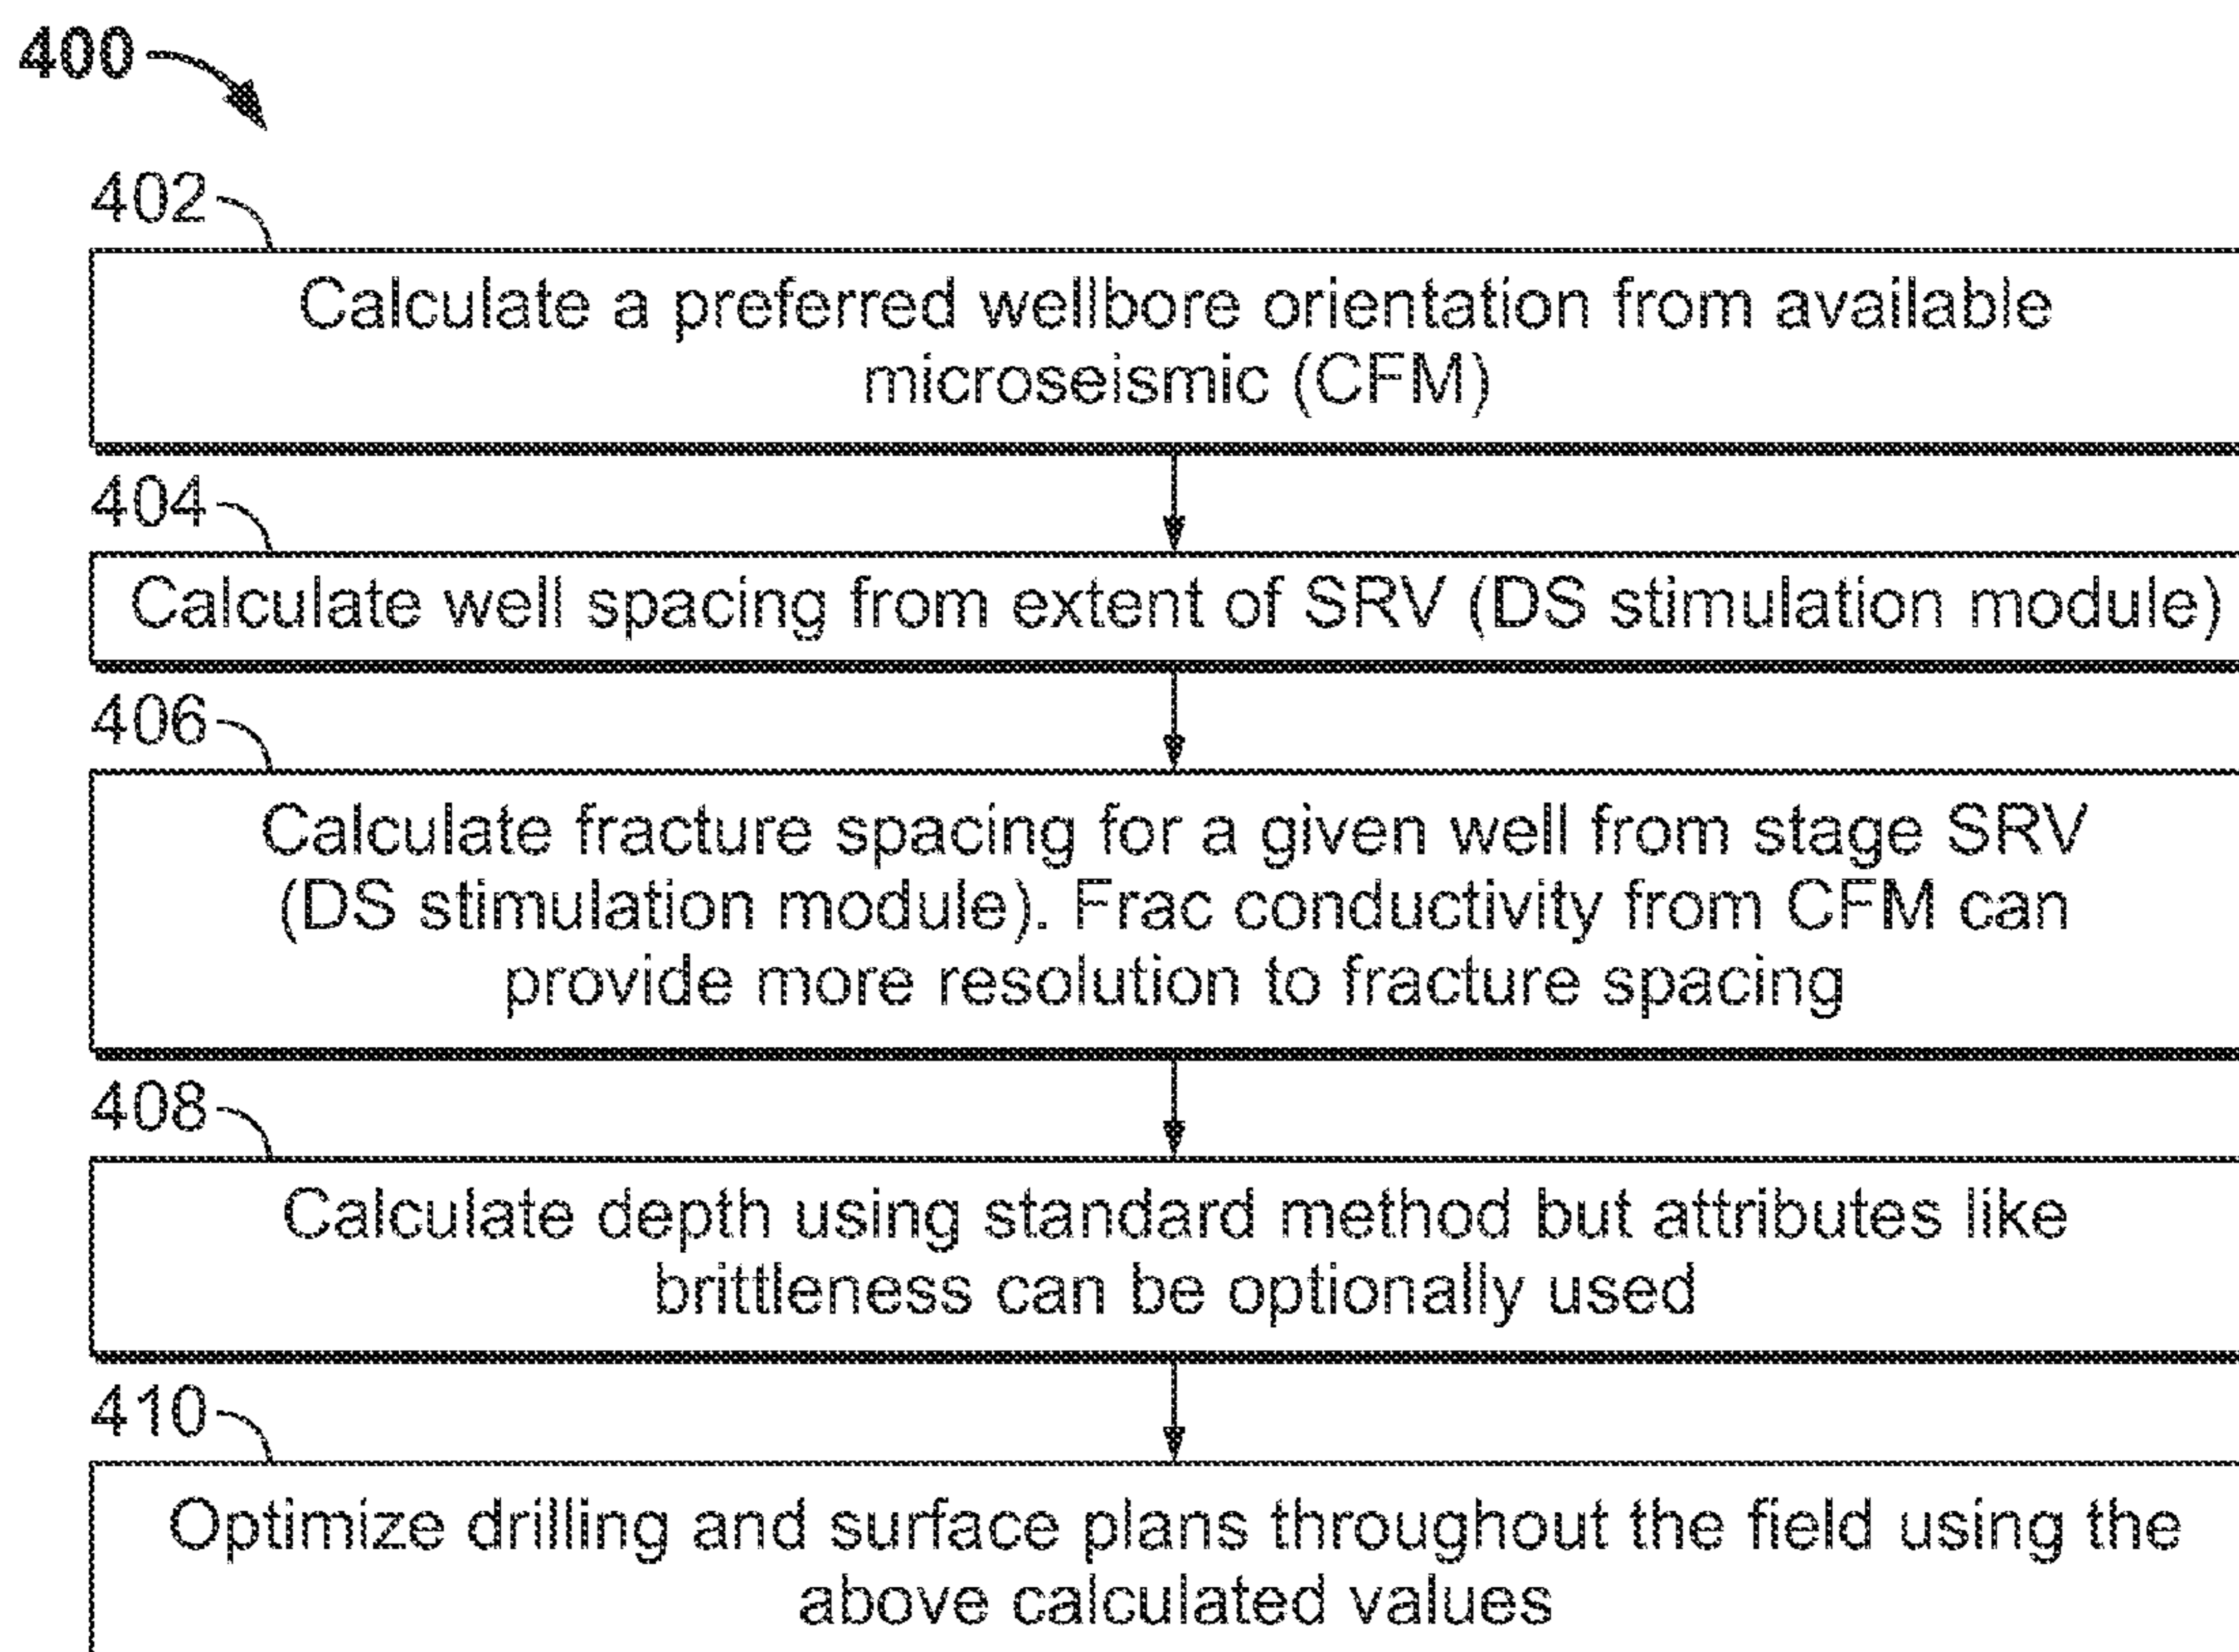 400
402
Calculate a preferred wellbore orientation from available
microseismic (CFM)
404
Calculate well spacing from extent of SRV (DS stimulation module)
406
Calculate fracture spacing for a given well from stage SRV
(DS stimulation module). Frac conductivity from CFM can
provide more resolution to fracture spacing
408
Calculate depth using standard method but attributes like
brittleness can be optionally used
410
Optimize drilling and surface plans throughout the field using the
above calculated values